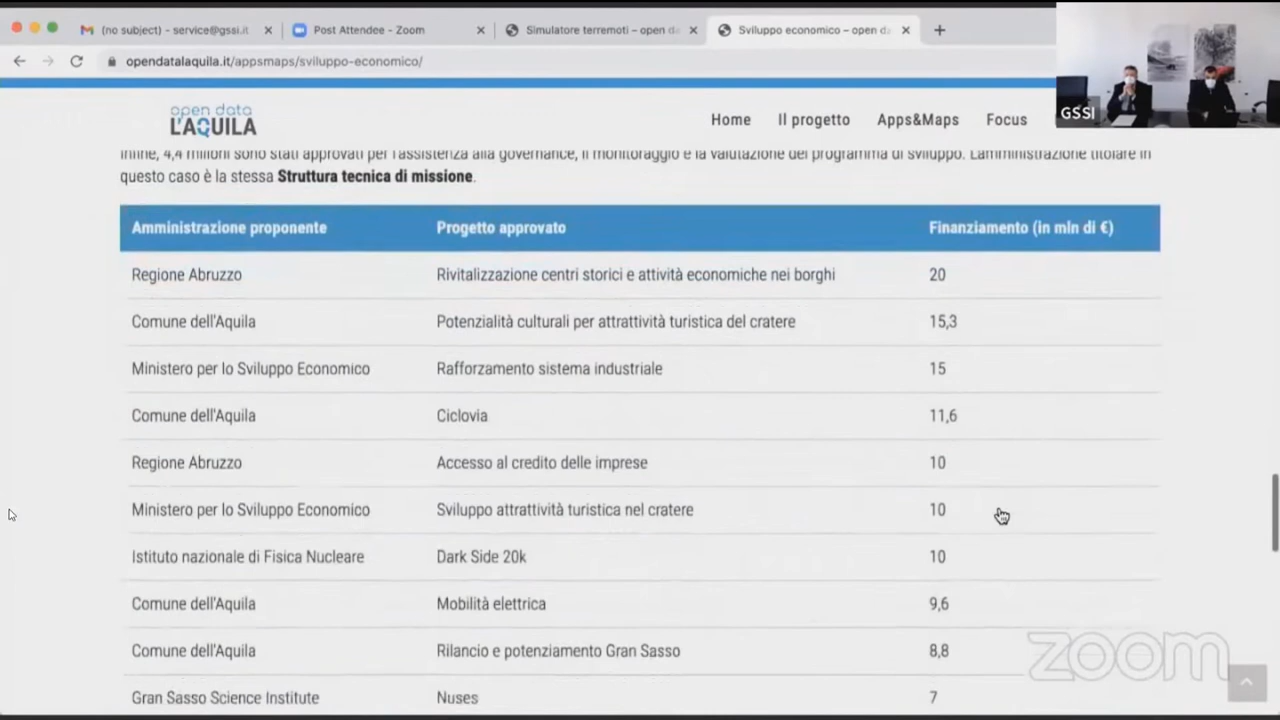 (no subject) - service@gssi.it
Post Attendee - Zoom
Simulatore terremoti – open da
Sviluppo economico – open da
opendatalaquila.it/appsmaps/sviluppo-economico/
GSSI
open data
L'AQUILA
Home
Il progetto
Apps&Maps
Focus
Infine, 4,4 milioni sono stati approvati per l'assistenza alla governance, il monitoraggio e la valutazione del programma di sviluppo. L'amministrazione titolare in
questo caso è la stessa Struttura tecnica di missione.
Amministrazione proponente Progetto approvato Finanziamento (in mln di €)
Regione Abruzzo Rivitalizzazione centri storici e attività economiche nei borghi 20
Comune dell'Aquila Potenzialità culturali per attrattività turistica del cratere 15,3
Ministero per lo Sviluppo Economico Rafforzamento sistema industriale 15
Comune dell'Aquila Ciclovia 11,6
Regione Abruzzo Accesso al credito delle imprese 10
Ministero per lo Sviluppo Economico Sviluppo attrattività turistica nel cratere 10
Istituto nazionale di Fisica Nucleare Dark Side 20k 10
Comune dell'Aquila Mobilità elettrica 9,6
Comune dell'Aquila Rilancio e potenziamento Gran Sasso 8,8
Gran Sasso Science Institute Nuses 7
zoom